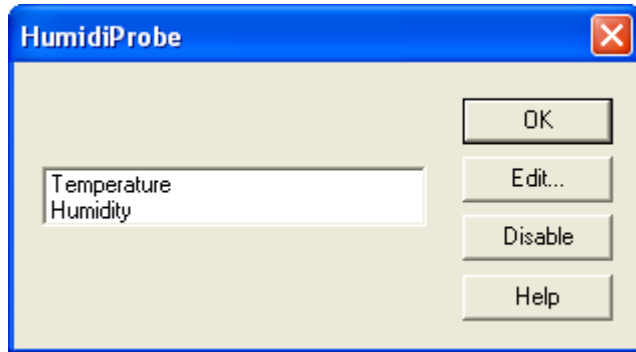 HumidiProbe
OK
Temperature
Humidity
Edit...
Disable
Help